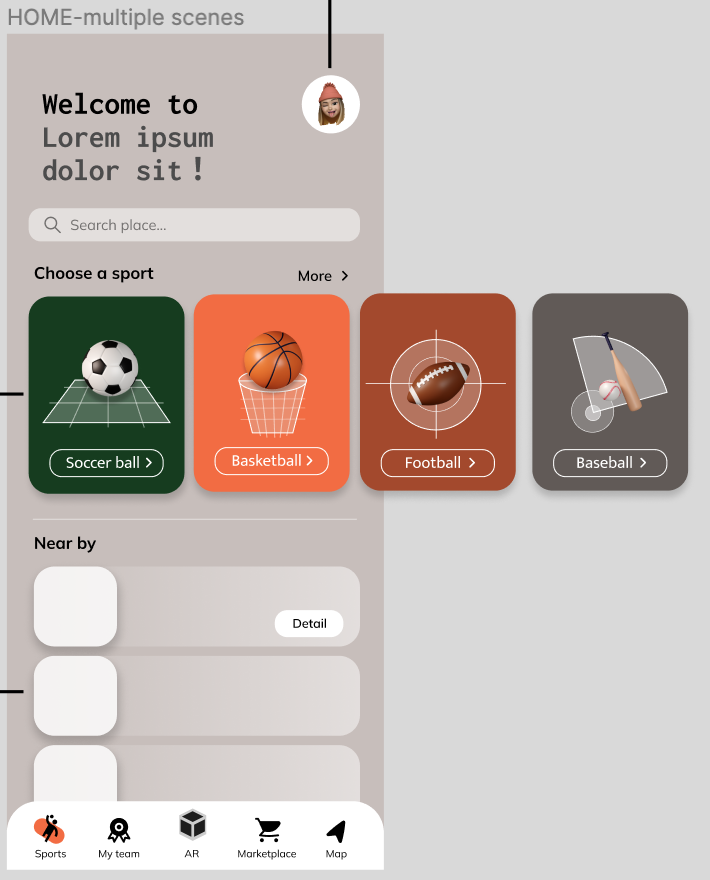 HOME-multiple scenes
Welcome to
Lorem ipsum
dolor sit !
Search place...
Choose a sport
More
Soccer ball
Basketball
Football
Baseball
Near by
Detail
Sports
My team
AR
Marketplace
Map